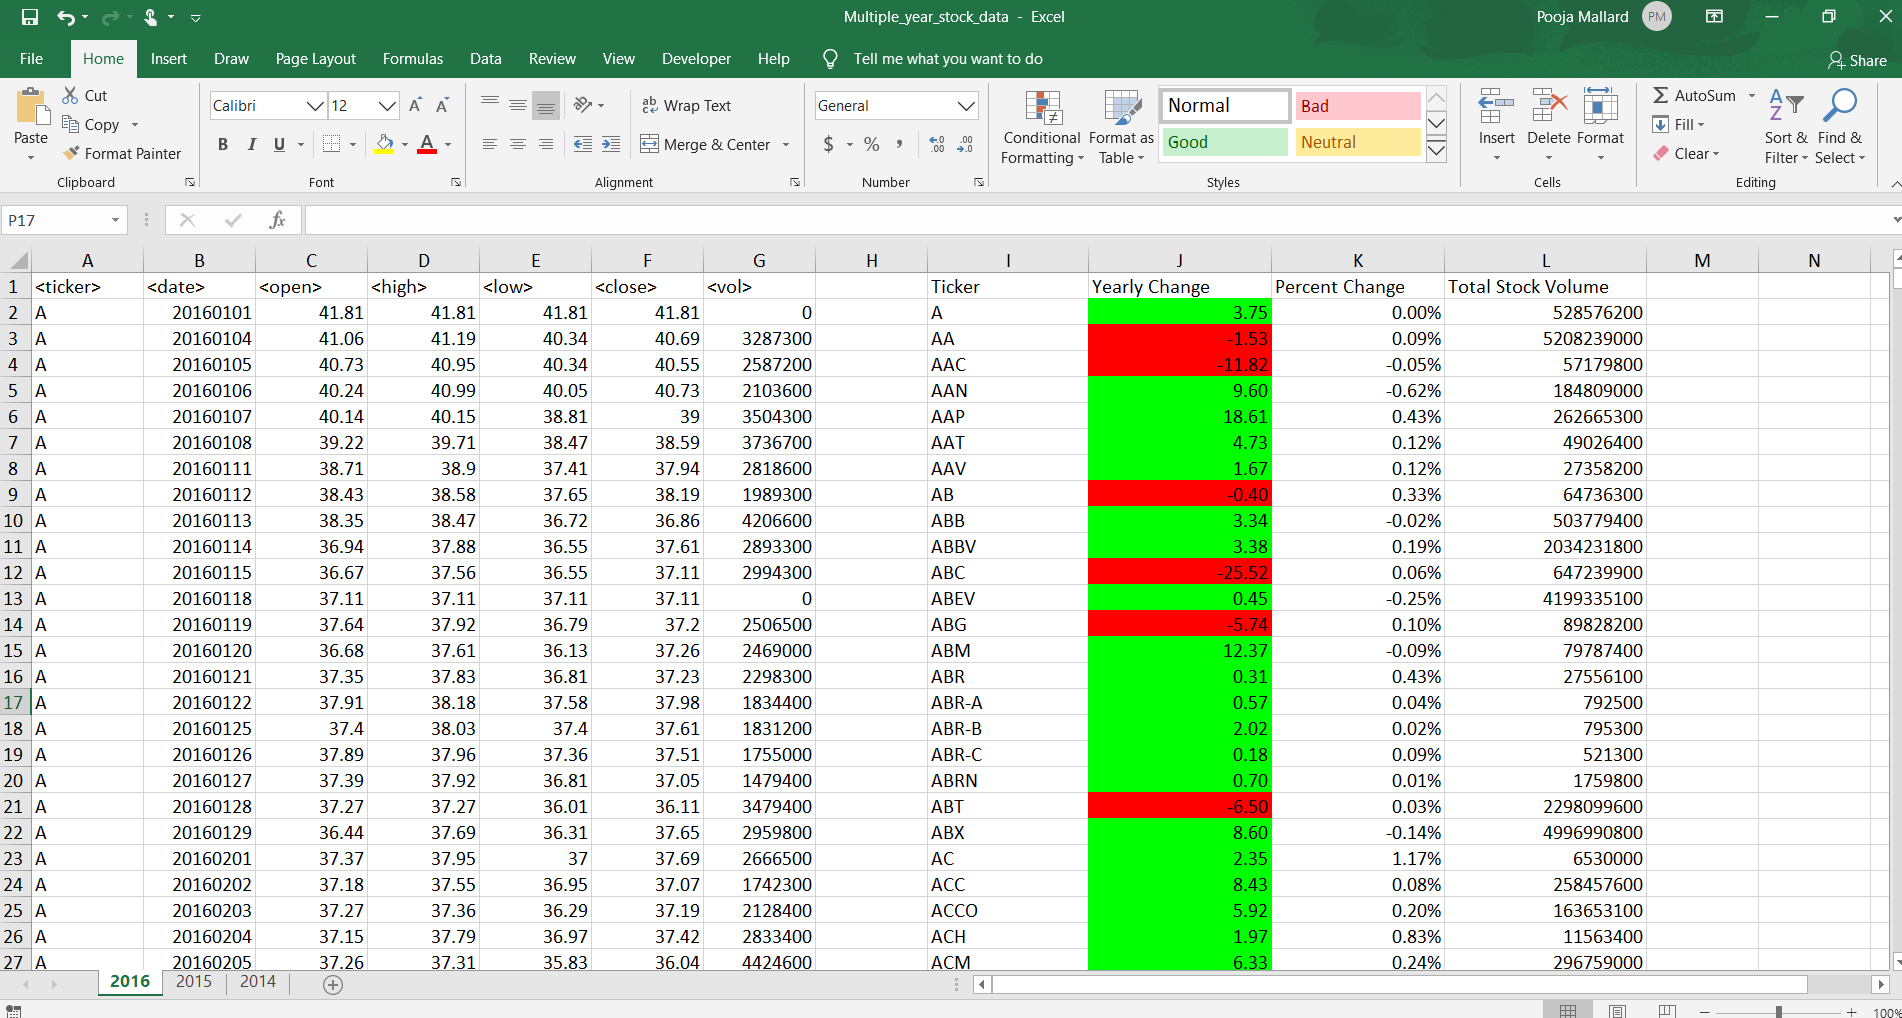 Multiple_year_stock_data - Excel
Pooja Mallard PM
File Home Insert Draw Page Layout Formulas Data Review View Developer Help Tell me what you want to do Share
Paste Cut Copy Format Painter
Clipboard
Calibri 12
B I U A
Font
Wrap Text
Merge & Center
Alignment
General
$ % ,
Number
Conditional Formatting
Format as Table
Normal Bad
Good Neutral
Styles
Insert Delete Format
Cells
AutoSum
Fill
Clear
Sort & Filter
Find & Select
Editing
P17 fx
A B C D E F G H I J K L M N
1 <ticker> <date> <open> <high> <low> <close> <vol> Ticker Yearly Change Percent Change Total Stock Volume
2 A 20160101 41.81 41.81 41.81 41.81 0 A 3.75 0.00% 528576200
3 A 20160104 41.06 41.19 40.34 40.69 3287300 AA -1.53 0.09% 5208239000
4 A 20160105 40.73 40.95 40.34 40.55 2587200 AAC -11.82 -0.05% 57179800
5 A 20160106 40.24 40.99 40.05 40.73 2103600 AAN 9.60 -0.62% 184809000
6 A 20160107 40.14 40.15 38.81 39 3504300 AAP 18.61 0.43% 262665300
7 A 20160108 39.22 39.71 38.47 38.59 3736700 AAT 4.73 0.12% 49026400
8 A 20160111 38.71 38.9 37.41 37.94 2818600 AAV 1.67 0.12% 27358200
9 A 20160112 38.43 38.58 37.65 38.19 1989300 AB -0.40 0.33% 64736300
10 A 20160113 38.35 38.47 36.72 36.86 4206600 ABB 3.34 -0.02% 503779400
11 A 20160114 36.94 37.88 36.55 37.61 2893300 ABBV 3.38 0.19% 2034231800
12 A 20160115 36.67 37.56 36.55 37.11 2994300 ABC -25.52 0.06% 647239900
13 A 20160118 37.11 37.11 37.11 37.11 0 ABEV 0.45 -0.25% 4199335100
14 A 20160119 37.64 37.92 36.79 37.2 2506500 ABG -5.74 0.10% 89828200
15 A 20160120 36.68 37.61 36.13 37.26 2469000 ABM 12.37 -0.09% 79787400
16 A 20160121 37.35 37.83 36.81 37.23 2298300 ABR 0.31 0.43% 27556100
17 A 20160122 37.91 38.18 37.58 37.98 1834400 ABR-A 0.57 0.04% 792500
18 A 20160125 37.4 38.03 37.4 37.61 1831200 ABR-B 2.02 0.02% 795300
19 A 20160126 37.89 37.96 37.36 37.51 1755000 ABR-C 0.18 0.09% 521300
20 A 20160127 37.39 37.92 36.81 37.05 1479400 ABRN 0.70 0.01% 1759800
21 A 20160128 37.27 37.27 36.01 36.11 3479400 ABT -6.50 0.03% 2298099600
22 A 20160129 36.44 37.69 36.31 37.65 2959800 ABX 8.60 -0.14% 4996990800
23 A 20160201 37.37 37.95 37 37.69 2666500 AC 2.35 1.17% 6530000
24 A 20160202 37.18 37.55 36.95 37.07 1742300 ACC 8.43 0.08% 258457600
25 A 20160203 37.27 37.36 36.29 37.19 2128400 ACCO 5.92 0.20% 163653100
26 A 20160204 37.15 37.79 36.97 37.42 2833400 ACH 1.97 0.83% 11563400
27 A 20160205 37.26 37.31 35.83 36.04 4424600 ACM 6.33 0.24% 296759000
2016 2015 2014
100%